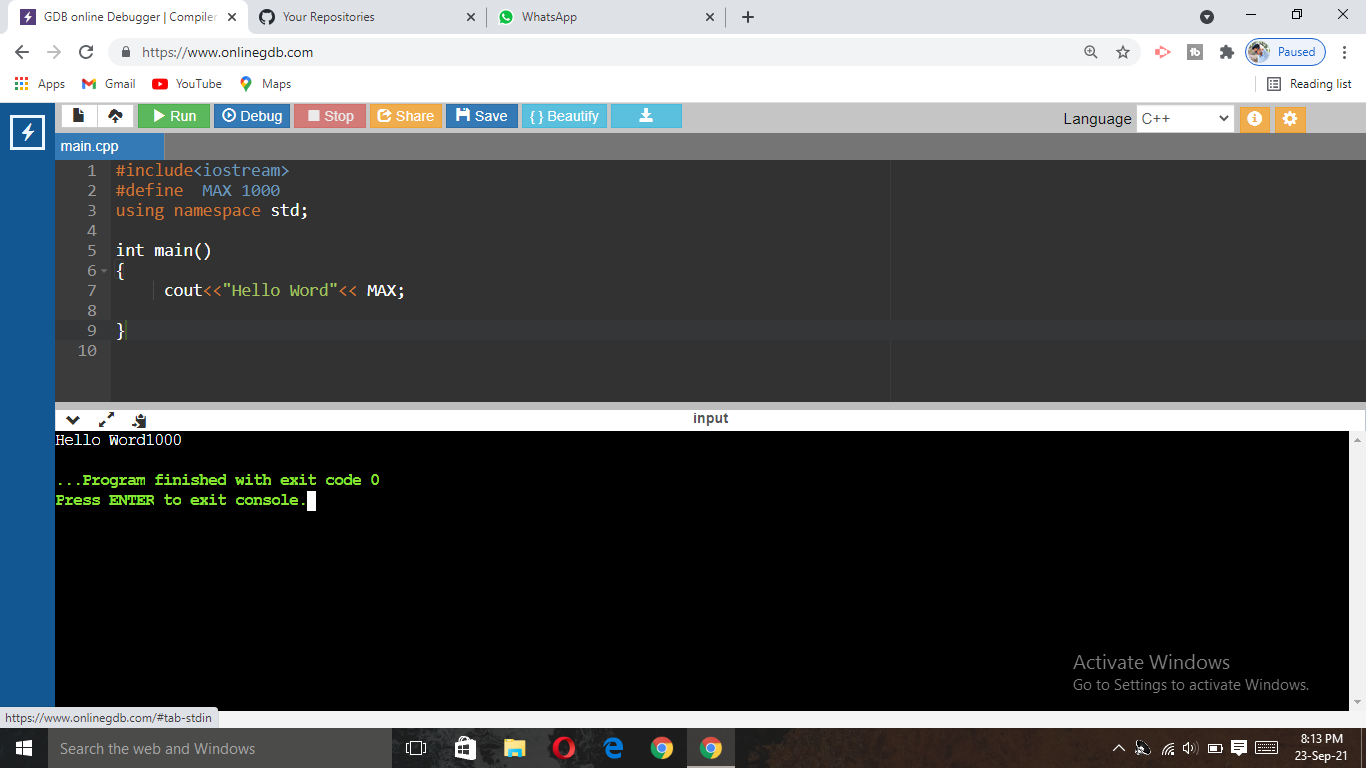 GDB online Debugger | Compiler
Your Repositories
WhatsApp
https://www.onlinegdb.com
Paused
Apps
Gmail
YouTube
Maps
Reading list
Run
Debug
Stop
Share
Save
{ } Beautify
Language
C++
main.cpp
1 #include<iostream>
2 #define  MAX 1000
3 using namespace std;
4
5 int main()
6 {
7      cout<<"Hello Word"<< MAX;
8
9 }
10
input
Hello Word1000
...Program finished with exit code 0
Press ENTER to exit console.
Activate Windows
Go to Settings to activate Windows.
https://www.onlinegdb.com/#tab-stdin
Search the web and Windows
8:13 PM
23-Sep-21